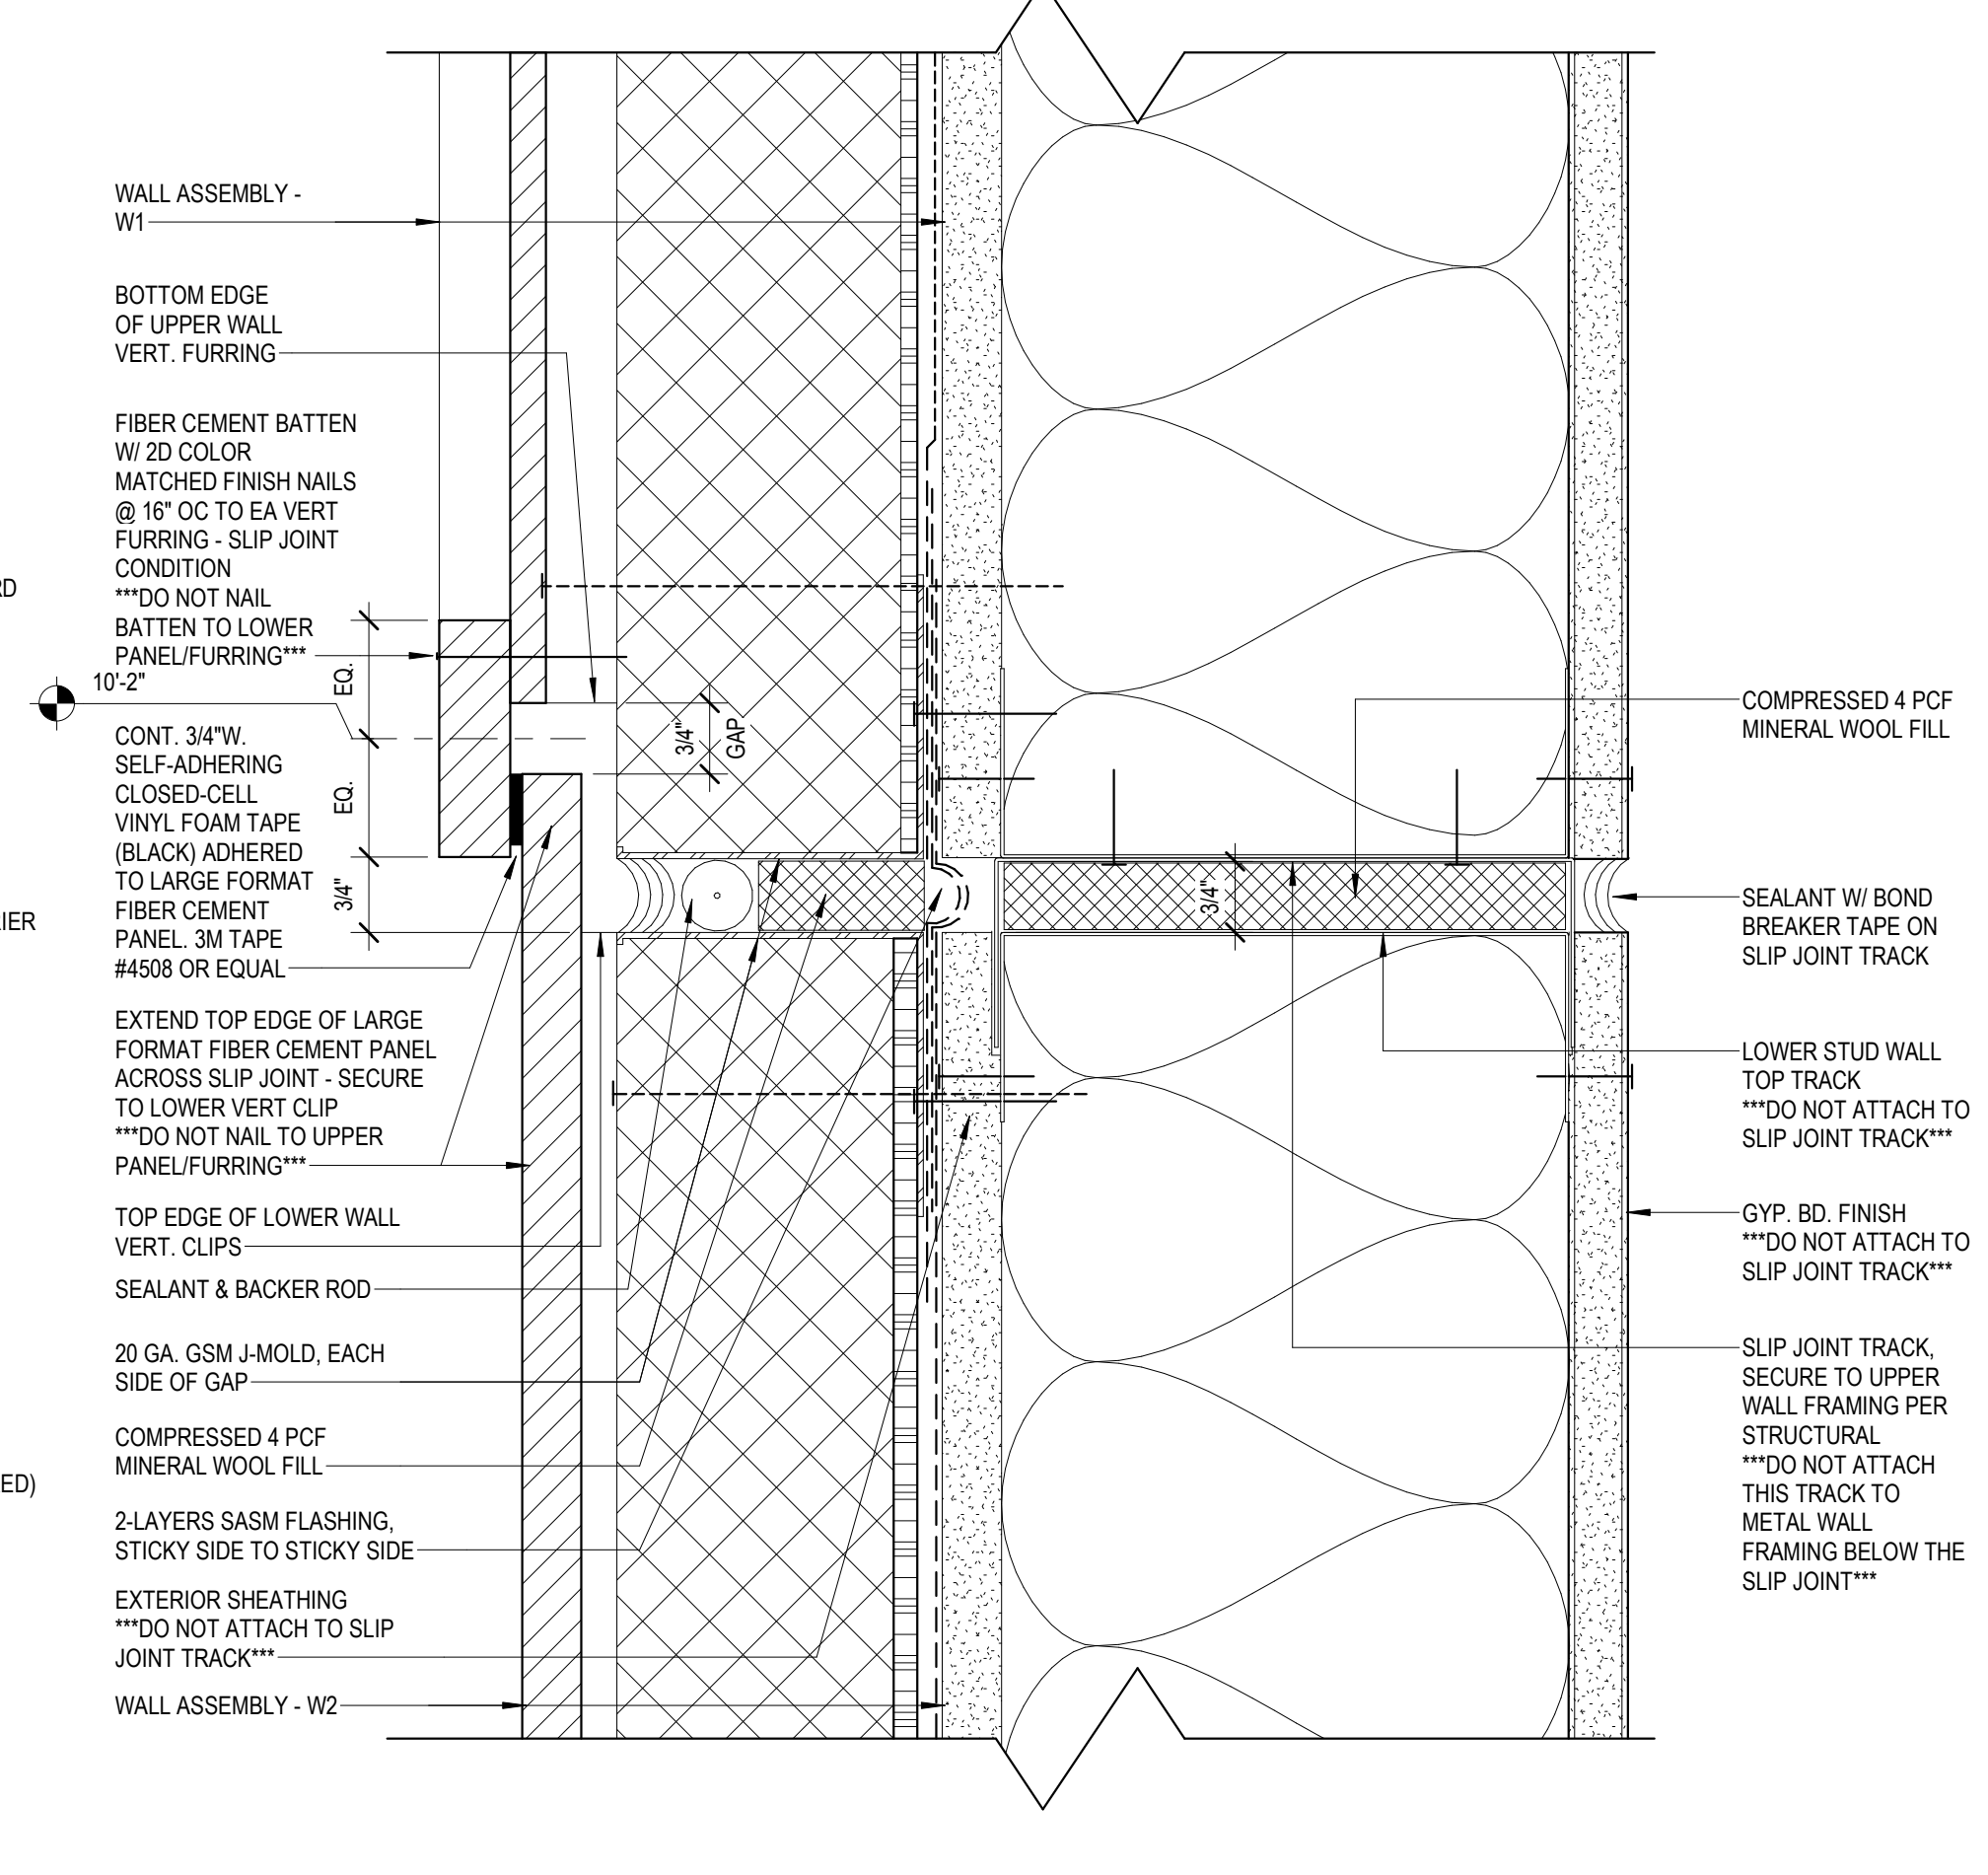 WALL ASSEMBLY -
W1
BOTTOM EDGE
OF UPPER WALL
VERT. FURRING
FIBER CEMENT BATTEN
W/ 2D COLOR
MATCHED FINISH NAILS
@ 16" OC TO EA VERT
FURRING - SLIP JOINT
CONDITION
***DO NOT NAIL
BATTEN TO LOWER
PANEL/FURRING***
RD
10'-2"
CONT. 3/4"W.
SELF-ADHERING
CLOSED-CELL
VINYL FOAM TAPE
(BLACK) ADHERED
TO LARGE FORMAT
FIBER CEMENT
PANEL. 3M TAPE
#4508 OR EQUAL
RIER
EXTEND TOP EDGE OF LARGE
FORMAT FIBER CEMENT PANEL
ACROSS SLIP JOINT - SECURE
TO LOWER VERT CLIP
***DO NOT NAIL TO UPPER
PANEL/FURRING***
TOP EDGE OF LOWER WALL
VERT. CLIPS
SEALANT & BACKER ROD
20 GA. GSM J-MOLD, EACH
SIDE OF GAP
COMPRESSED 4 PCF
MINERAL WOOL FILL
ED)
2-LAYERS SASM FLASHING,
STICKY SIDE TO STICKY SIDE
EXTERIOR SHEATHING
***DO NOT ATTACH TO SLIP
JOINT TRACK***
WALL ASSEMBLY - W2
EQ.
EQ.
3/4"
3/4"
GAP
3/4"
COMPRESSED 4 PCF
MINERAL WOOL FILL
SEALANT W/ BOND
BREAKER TAPE ON
SLIP JOINT TRACK
LOWER STUD WALL
TOP TRACK
***DO NOT ATTACH TO
SLIP JOINT TRACK***
GYP. BD. FINISH
***DO NOT ATTACH TO
SLIP JOINT TRACK***
SLIP JOINT TRACK,
SECURE TO UPPER
WALL FRAMING PER
STRUCTURAL
***DO NOT ATTACH
THIS TRACK TO
METAL WALL
FRAMING BELOW THE
SLIP JOINT***